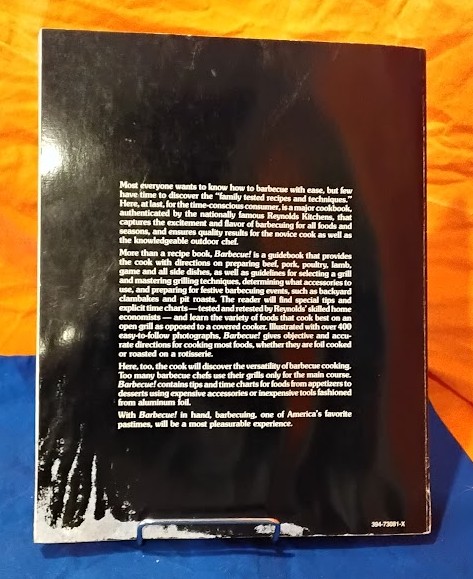 Most everyone wants to know how to barbecue with ease, but few
have time to discover the "family tested recipes and techniques."
Here, at last, for the time-conscious consumer, is a major cookbook,
authenticated by the nationally famous Reynolds Kitchens, that
captures the excitement and flavor of barbecuing for all foods and
seasons, and ensures quality results for the novice cook as well as
the knowledgeable outdoor chef.
More than a recipe book, Barbecue! is a guidebook that provides
the cook with directions on preparing beef, pork, poultry, lamb,
game and all side dishes, as well as guidelines for selecting a grill
and mastering grilling techniques, determining what accessories to
use, and preparing for festive barbecuing events, such as backyard
clambakes and pit roasts. The reader will find special tips and
explicit time charts — tested and retested by Reynolds' skilled home
economists — and learn the variety of foods that cook best on an
open grill as opposed to a covered cooker. Illustrated with over 400
easy-to-follow photographs, Barbecue! gives objective and accu-
rate directions for cooking most foods, whether they are foil cooked
or roasted on a rotisserie.
Here, too, the cook will discover the versatility of barbecue cooking.
Too many barbecue chefs use their grills only for the main course.
Barbecue! contains tips and time charts for foods from appetizers to
desserts using expensive accessories or inexpensive tools fashioned
from aluminum foil.
With Barbecue! in hand, barbecuing, one of America's favorite
pastimes, will be a most pleasurable experience.
394-73091-X